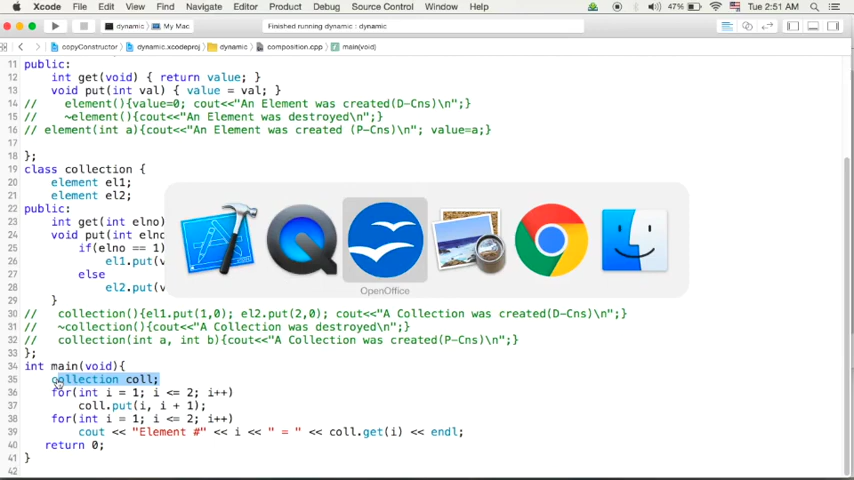 Xcode File Edit View Find Navigate Editor Product Debug Source Control Window Help 47% Tue 2:51 AM
dynamic My Mac Finished running dynamic : dynamic
copyConstructor dynamic.xcodeproj dynamic composition.cpp main(void)
11 public:
12 int get(void) { return value; }
13 void put(int val) { value = val; }
14 // element(){value=0; cout<<"An Element was created(D-Cns)\n";}
15 // ~element(){cout<<"An Element was destroyed\n";}
16 // element(int a){cout<<"An Element was created (P-Cns)\n"; value=a;}
17
18 };
19 class collection {
20 element el1;
21 element el2;
22 public:
23 int get(int elno
24 void put(int elno
25 if(elno == 1)
26 el1.put(v
27 else
28 el2.put(v
29 }
30 // collection(){el1.put(1,0); el2.put(2,0); cout<<"A Collection was created(D-Cns)\n";}
31 // ~collection(){cout<<"A Collection was destroyed\n";}
32 // collection(int a, int b){cout<<"A Collection was created(P-Cns)\n";}
33 };
34 int main(void){
35 collection coll;
36 for(int i = 1; i <= 2; i++)
37 coll.put(i, i + 1);
38 for(int i = 1; i <= 2; i++)
39 cout << "Element #" << i << " = " << coll.get(i) << endl;
40 return 0;
41 }
42
OpenOffice